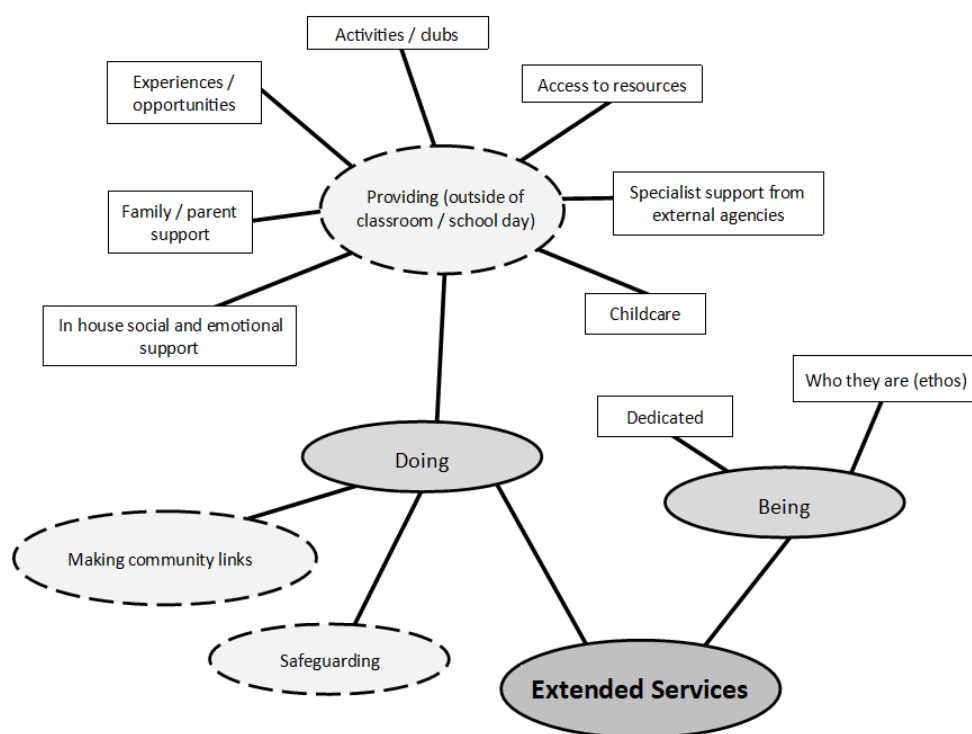 Activities / clubs
Experiences /
opportunities
Access to resources
Providing (outside of
classroom / school day)
Family / parent
support
Specialist support from
external agencies
In house social and emotional
support
Childcare
Who they are (ethos)
Dedicated
Doing
Being
Making community links
Safeguarding
Extended Services